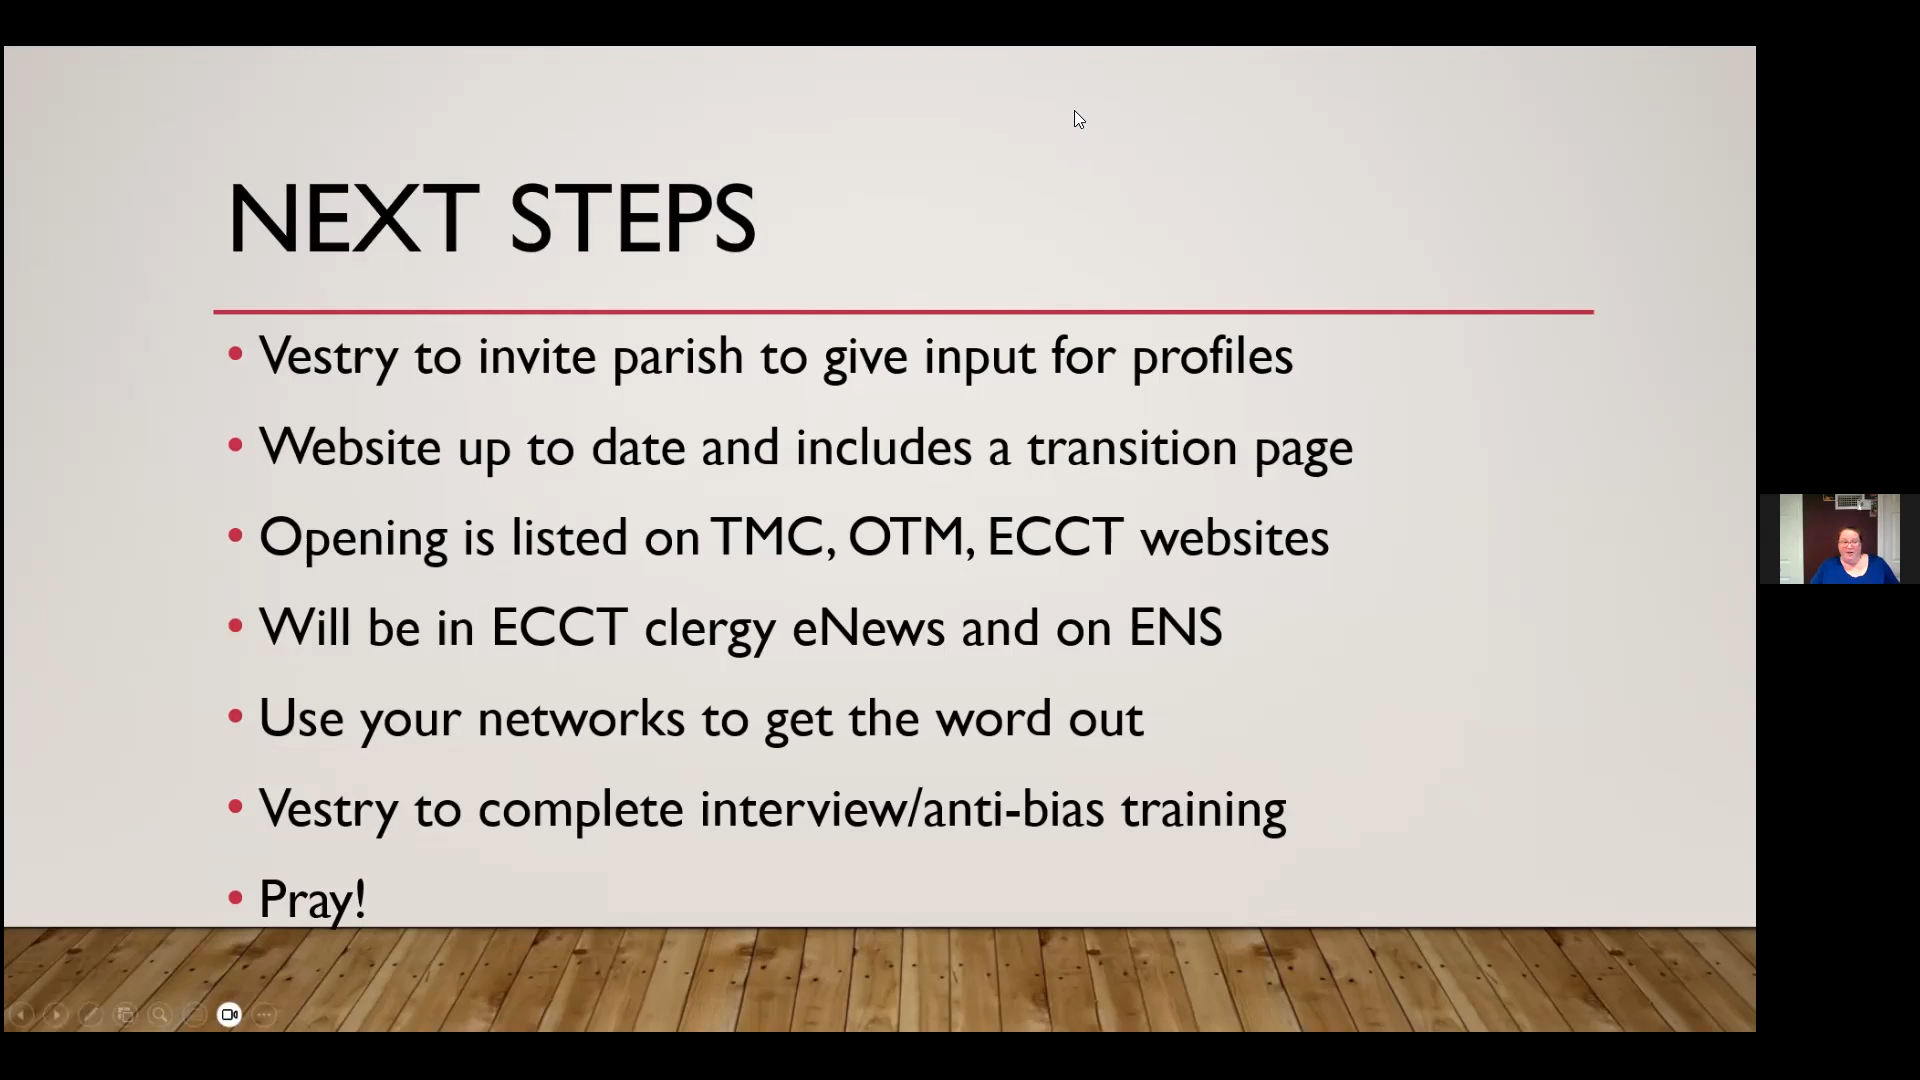 NEXT STEPS
• Vestry to invite parish to give input for profiles
• Website up to date and includes a transition page
• Opening is listed on TMC, OTM, ECCT websites
• Will be in ECCT clergy eNews and on ENS
• Use your networks to get the word out
• Vestry to complete interview/anti-bias training
• Pray!